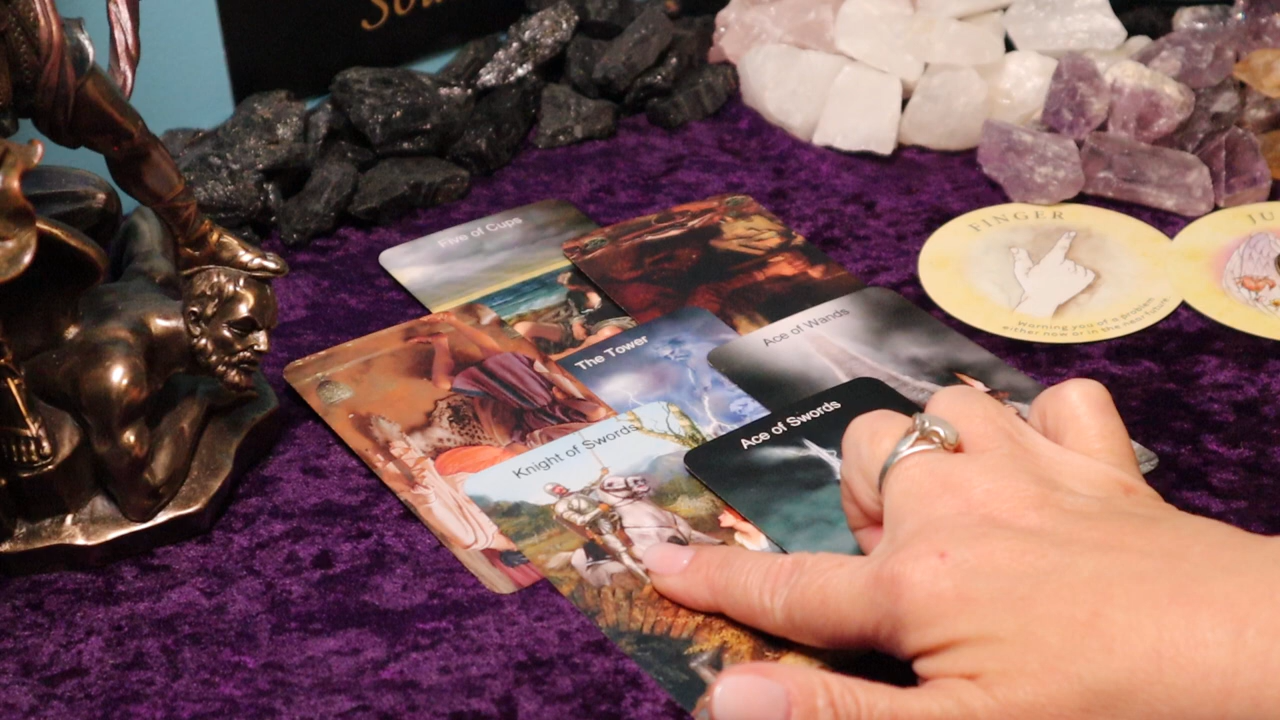 Five of Cups
The Tower
Ace of Wands
Ace of Swords
Knight of Swords
FINGER
Warning you of a problem
either now or in the near future
JU